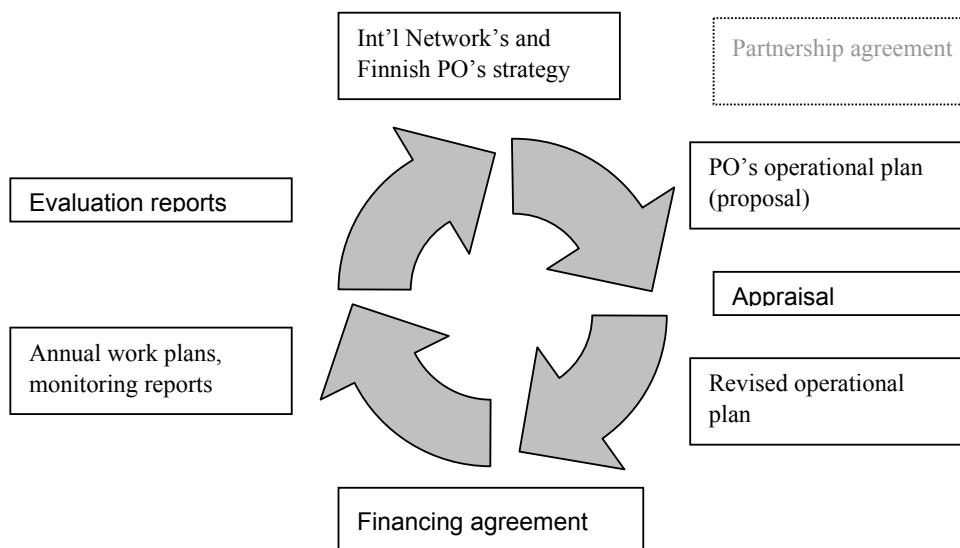 Int’l Network’s and
Finnish PO’s strategy
Partnership agreement
PO’s operational plan
(proposal)
Evaluation reports
Appraisal
Annual work plans,
monitoring reports
Revised operational
plan
Financing agreement